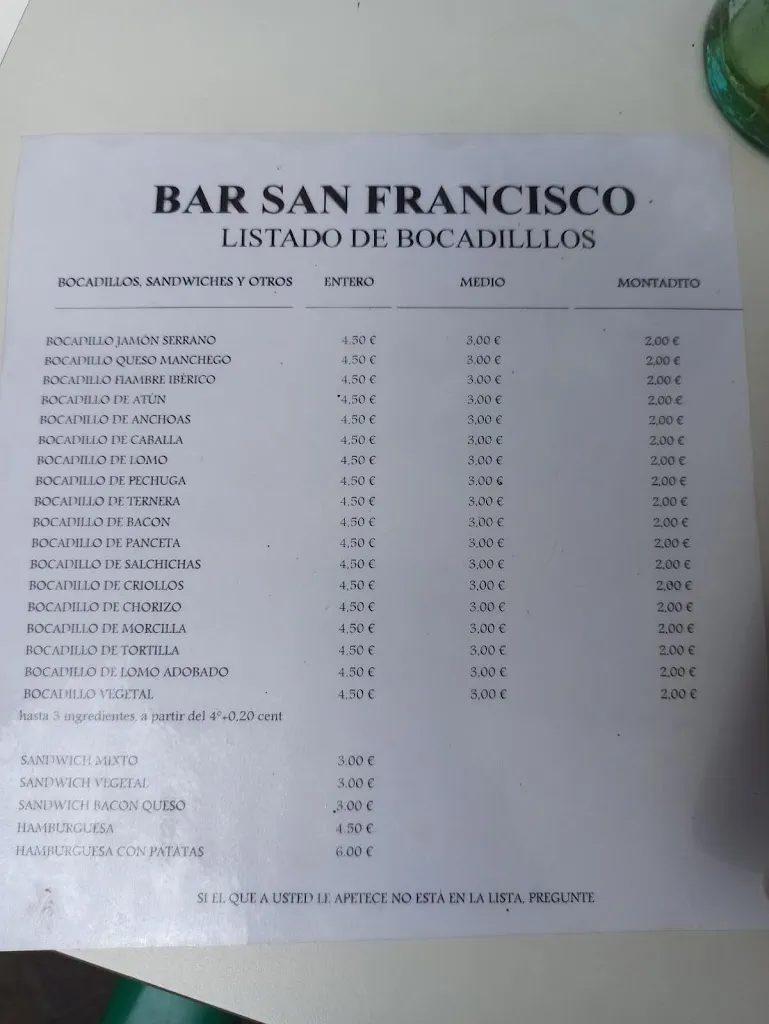 BAR SAN FRANCISCO
LISTADO DE BOCADILLLOS
BOCADILLOS, SANDWICHES Y OTROS ENTERO MEDIO MONTADITO
BOCADILLO JAMÓN SERRANO 4,50 € 3,00 € 2,00 €
BOCADILLO QUESO MANCHEGO 4,50 € 3,00 € 2,00 €
BOCADILLO FIAMBRE IBÉRICO 4,50 € 3,00 € 2,00 €
BOCADILLO DE ATÚN 4,50 € 3,00 € 2,00 €
BOCADILLO DE ANCHOAS 4,50 € 3,00 € 2,00 €
BOCADILLO DE CABALLA 4,50 € 3,00 € 2,00 €
BOCADILLO DE LOMO 4,50 € 3,00 € 2,00 €
BOCADILLO DE PECHUGA 4,50 € 3,00 € 2,00 €
BOCADILLO DE TERNERA 4,50 € 3,00 € 2,00 €
BOCADILLO DE BACON 4,50 € 3,00 € 2,00 €
BOCADILLO DE PANCETA 4,50 € 3,00 € 2,00 €
BOCADILLO DE SALCHICHAS 4,50 € 3,00 € 2,00 €
BOCADILLO DE CRIOLLOS 4,50 € 3,00 € 2,00 €
BOCADILLO DE CHORIZO 4,50 € 3,00 € 2,00 €
BOCADILLO DE MORCILLA 4,50 € 3,00 € 2,00 €
BOCADILLO DE TORTILLA 4,50 € 3,00 € 2,00 €
BOCADILLO DE LOMO ADOBADO 4,50 € 3,00 € 2,00 €
BOCADILLO VEGETAL 4,50 € 3,00 € 2,00 €
hasta 3 ingredientes, a partir del 4º+0,20 cent
SANDWICH MIXTO 3,00 €
SANDWICH VEGETAL 3,00 €
SANDWICH BACON QUESO 3,00 €
HAMBURGUESA 4,50 €
HAMBURGUESA CON PATATAS 6,00 €
SI EL QUE A USTED LE APETECE NO ESTÁ EN LA LISTA, PREGUNTE